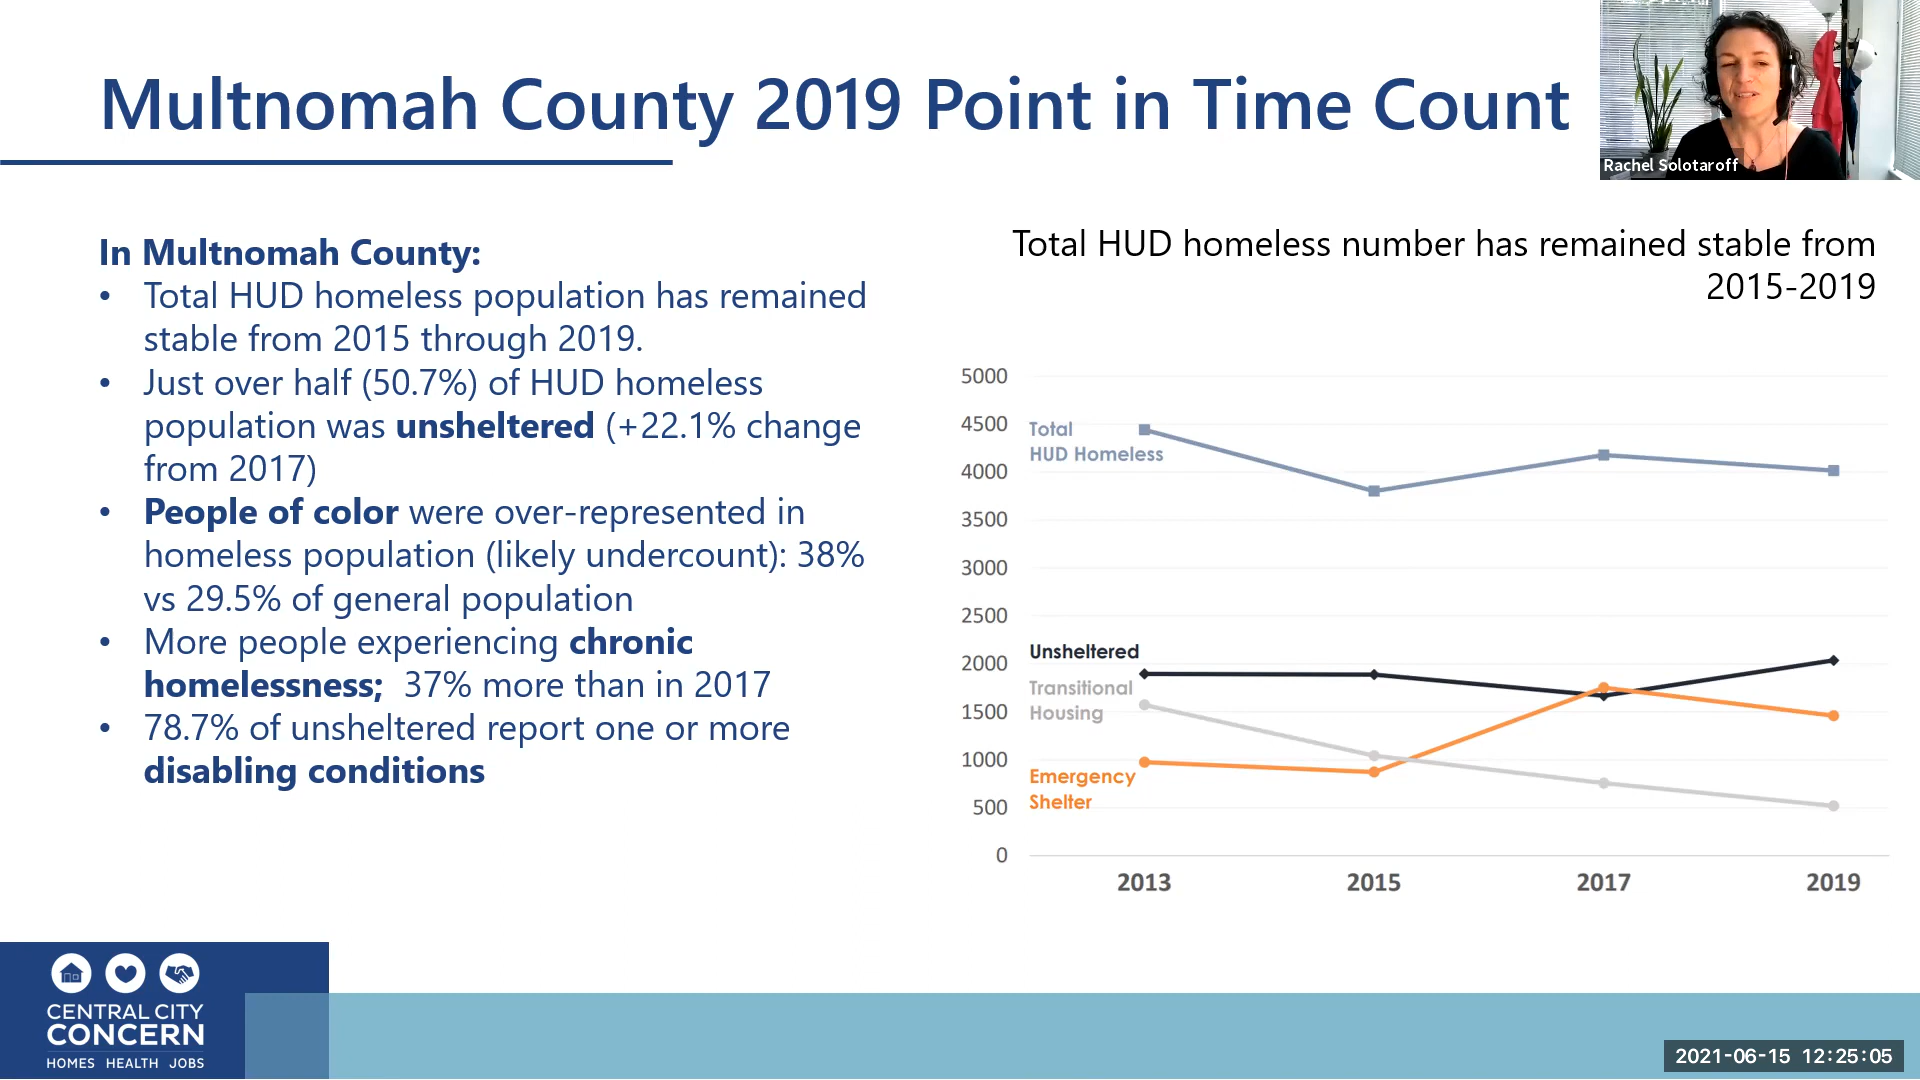 Multnomah County 2019 Point in Time Count
Rachel Solotaroff
In Multnomah County:
• Total HUD homeless population has remained
stable from 2015 through 2019.
• Just over half (50.7%) of HUD homeless
population was unsheltered (+22.1% change
from 2017)
• People of color were over-represented in
homeless population (likely undercount): 38%
vs 29.5% of general population
• More people experiencing chronic
homelessness; 37% more than in 2017
• 78.7% of unsheltered report one or more
disabling conditions
Total HUD homeless number has remained stable from
2015-2019
5000
4500
4000
3500
3000
2500
2000
1500
1000
500
0
Total
HUD Homeless
Unsheltered
Transitional
Housing
Emergency
Shelter
2013 2015 2017 2019
CENTRAL CITY
CONCERN
HOMES HEALTH JOBS
2021-06-15 12:25:05